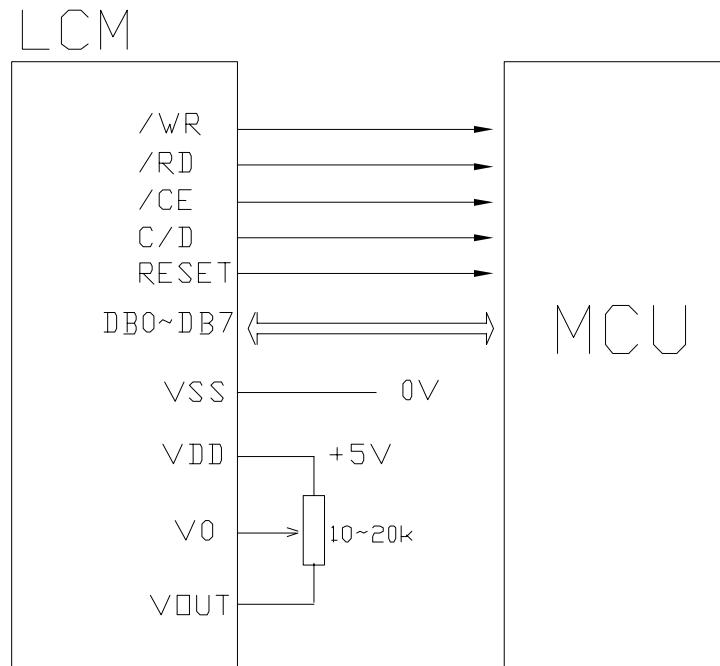 LCM
/WR
/RD
/CE
C/D
RESET
DB0~DB7
MCU
VSS 0V
VDD +5V
V0 10~20k
VOUT